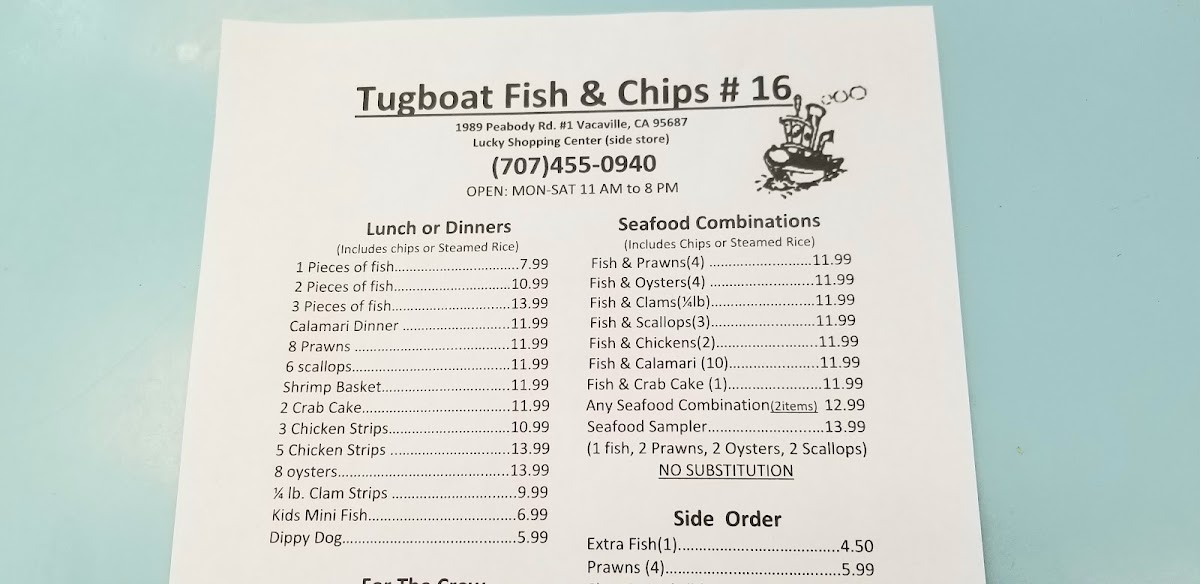 Tugboat Fish & Chips # 16
1989 Peabody Rd. #1 Vacaville, CA 95687
Lucky Shopping Center (side store)
(707)455-0940
OPEN: MON-SAT 11 AM to 8 PM
Lunch or Dinners
(Includes chips or Steamed Rice)
1 Pieces of fish...............................7.99
2 Pieces of fish.............................10.99
3 Pieces of fish.............................13.99
Calamari Dinner ..........................11.99
8 Prawns ......................................11.99
6 scallops.......................................11.99
Shrimp Basket................................11.99
2 Crab Cake....................................11.99
3 Chicken Strips.............................10.99
5 Chicken Strips ............................13.99
8 oysters.........................................13.99
¼ lb. Clam Strips .............................9.99
Kids Mini Fish...................................6.99
Dippy Dog.........................................5.99
For The Crew
Seafood Combinations
(Includes Chips or Steamed Rice)
Fish & Prawns(4) .........................11.99
Fish & Oysters(4) .........................11.99
Fish & Clams(¼lb).........................11.99
Fish & Scallops(3).........................11.99
Fish & Chickens(2).........................11.99
Fish & Calamari (10)......................11.99
Fish & Crab Cake (1)......................11.99
Any Seafood Combination(2items) 12.99
Seafood Sampler............................13.99
(1 fish, 2 Prawns, 2 Oysters, 2 Scallops)
NO SUBSTITUTION
Side Order
Extra Fish(1).......................................4.50
Prawns (4)..........................................5.99